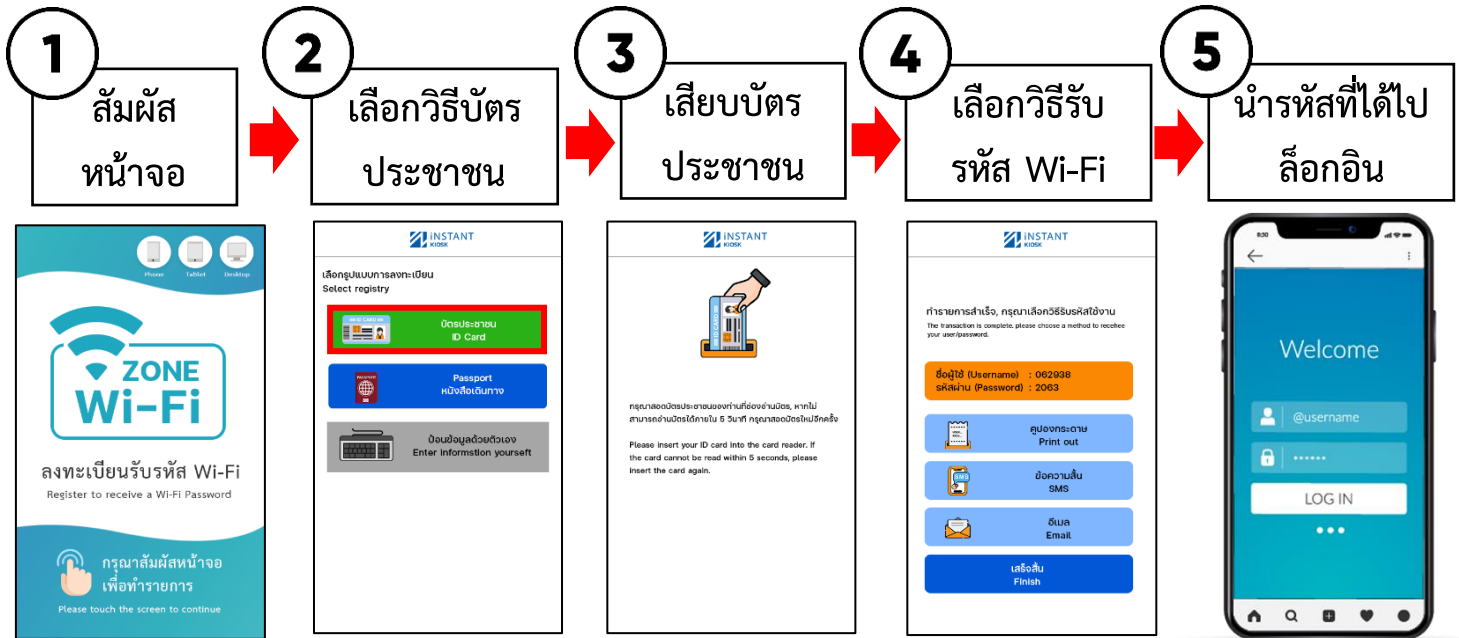 1
สัมผัส
หน้าจอ
2
เลือกวิธีบัตร
ประชาชน
3
เสียบบัตร
ประชาชน
4
เลือกวิธีรับ
รหัส Wi-Fi
5
นำรหัสที่ได้ไป
ล็อกอิน
Phone Tablet Desktop
ZONE
Wi-Fi
ลงทะเบียนรับรหัส Wi-Fi
Register to receive a Wi-Fi Password
กรุณาสัมผัสหน้าจอ
เพื่อทำรายการ
Please touch the screen to continue
iNSTANT
KIOSK
เลือกรูปแบบการลงทะเบียน
Select registry
ID CARD
บัตรประชาชน
ID Card
PASSPORT
Passport
หนังสือเดินทาง
ป้อนข้อมูลด้วยตัวเอง
Enter informstion yourseft
iNSTANT
KIOSK
ID CARD
กรุณาสอดบัตรประชาชนของท่านที่ช่องอ่านบัตร, หากไม่
สามารถอ่านบัตรได้ภายใน 5 วินาที กรุณาสอดบัตรใหม่อีกครั้ง
Please insert your ID card into the card reader. If
the card cannot be read within 5 seconds, please
insert the card again.
iNSTANT
KIOSK
ทำรายการสำเร็จ, กรุณาเลือกวิธีรับรหัสใช้งาน
The transaction is complete, please choose a method to recehee
your user/password.
ชื่อผู้ใช้ (Username) : 062938
รหัสผ่าน (Password) : 2063
คูปองกระดาษ
Print out
SMS
ข้อความสั้น
SMS
อีเมล
Email
เสร็จสิ้น
Finish
8:30
Welcome
@username
LOG IN